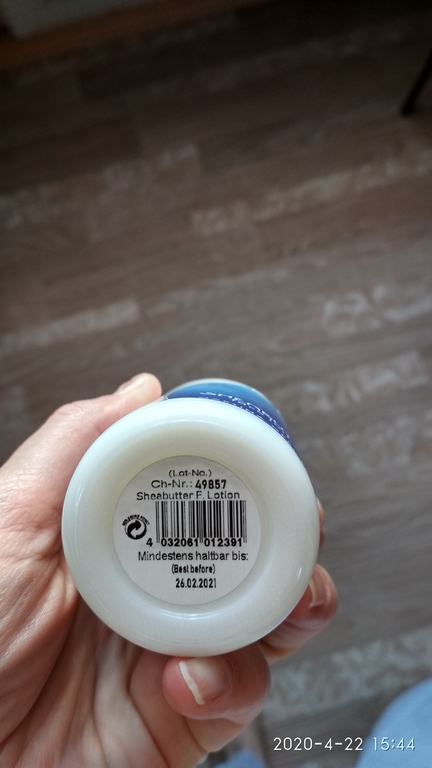 (Lot-No.)
Ch-Nr.: 49857
Sheabutter F. Lotion
4 032061 012391
Mindestens haltbar bis:
(Best before)
26.02.2021
2020-4-22 15:44